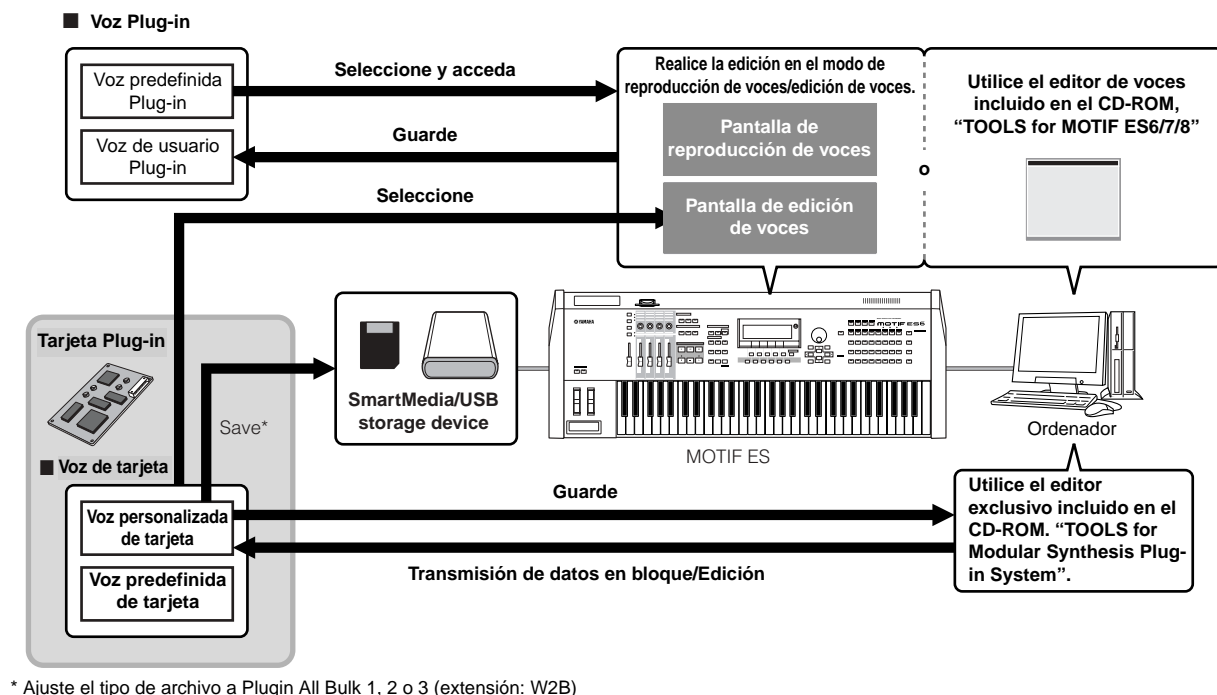 ■ Voz Plug-in
Voz predefinida
Plug-in
Voz de usuario
Plug-in
Seleccione y acceda
Guarde
Seleccione
Realice la edición en el modo de
reproducción de voces/edición de voces.
Pantalla de
reproducción de voces
Pantalla de edición
de voces
o
Utilice el editor de voces
incluido en el CD-ROM,
“TOOLS for MOTIF ES6/7/8”
Tarjeta Plug-in
Save*
SmartMedia/USB
storage device
YAMAHA
MOTIF ES6
MOTIF ES
Ordenador
■ Voz de tarjeta
Voz personalizada
de tarjeta
Voz predefinida
de tarjeta
Guarde
Transmisión de datos en bloque/Edición
Utilice el editor
exclusivo incluido en el
CD-ROM. “TOOLS for
Modular Synthesis Plug-
in System”.
* Ajuste el tipo de archivo a Plugin All Bulk 1, 2 o 3 (extensión: W2B)